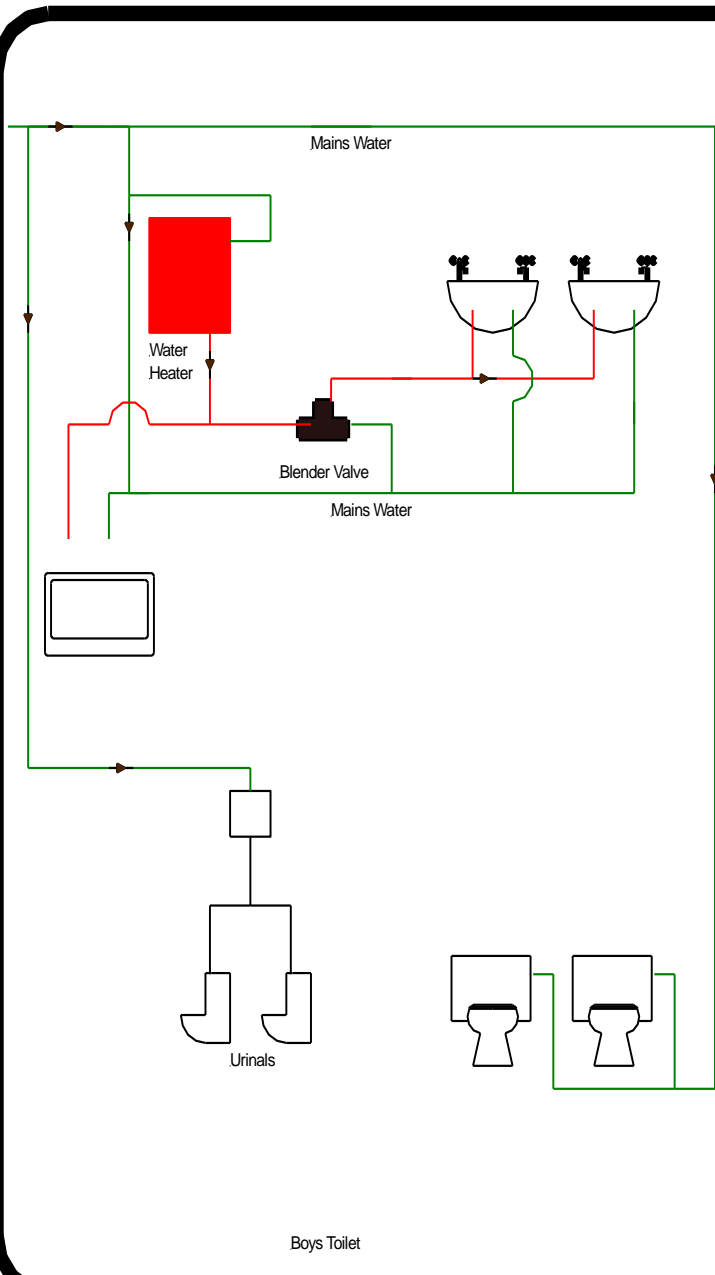 Mains Water
Water
Heater
Blender Valve
Mains Water
Urinals
Boys Toilet